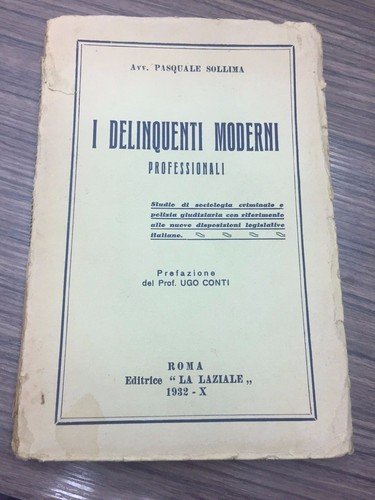 Avv. PASQUALE SOLLIMA
I DELINQUENTI MODERNI
PROFESSIONALI
Studio di sociologia criminale e
polizia giudiziaria con riferimento
alle nuove disposizioni legislative
italiane.
Prefazione
del Prof. UGO CONTI
ROMA
Editrice “LA LAZIALE„
1932 - X